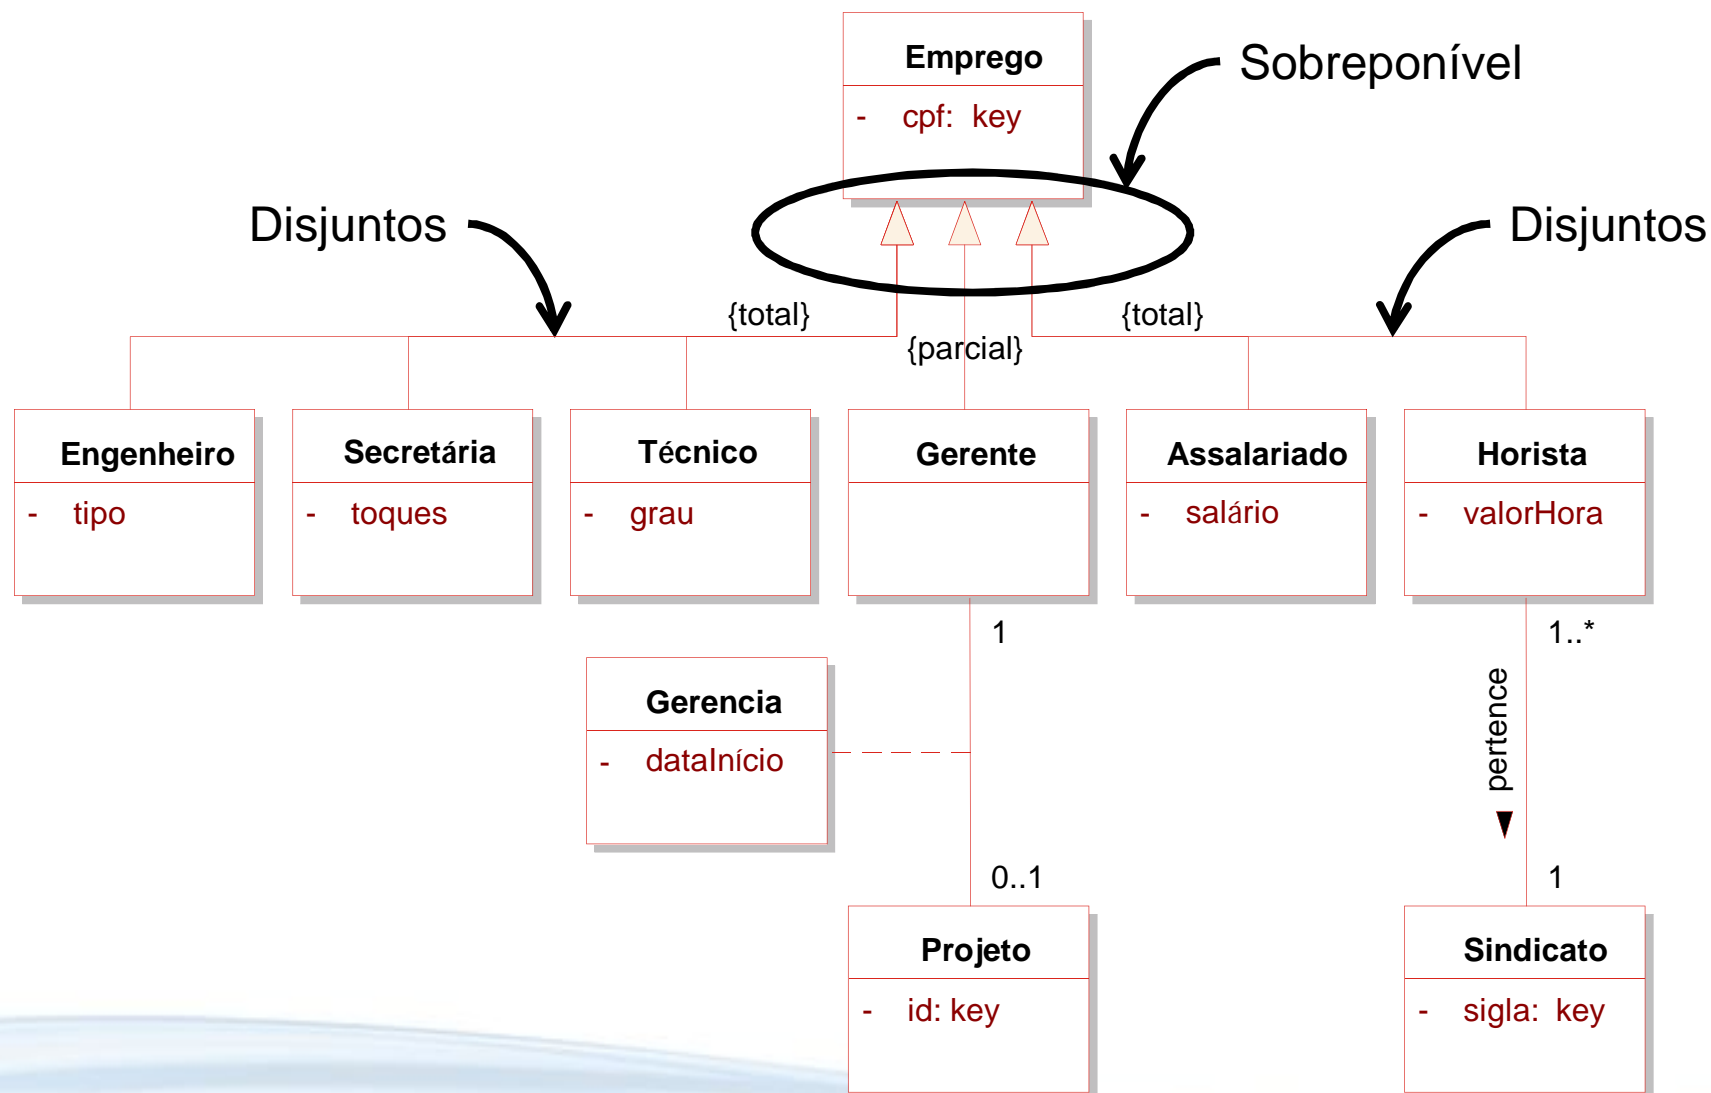 Emprego
- cpf: key
Sobreponível
Disjuntos
Disjuntos
{total}
{parcial}
{total}
Engenheiro
- tipo
Secretária
- toques
Técnico
- grau
Gerente
Assalariado
- salário
Horista
- valorHora
1
1..*
Gerencia
- dataInício
pertence
0..1
1
Projeto
- id: key
Sindicato
- sigla: key